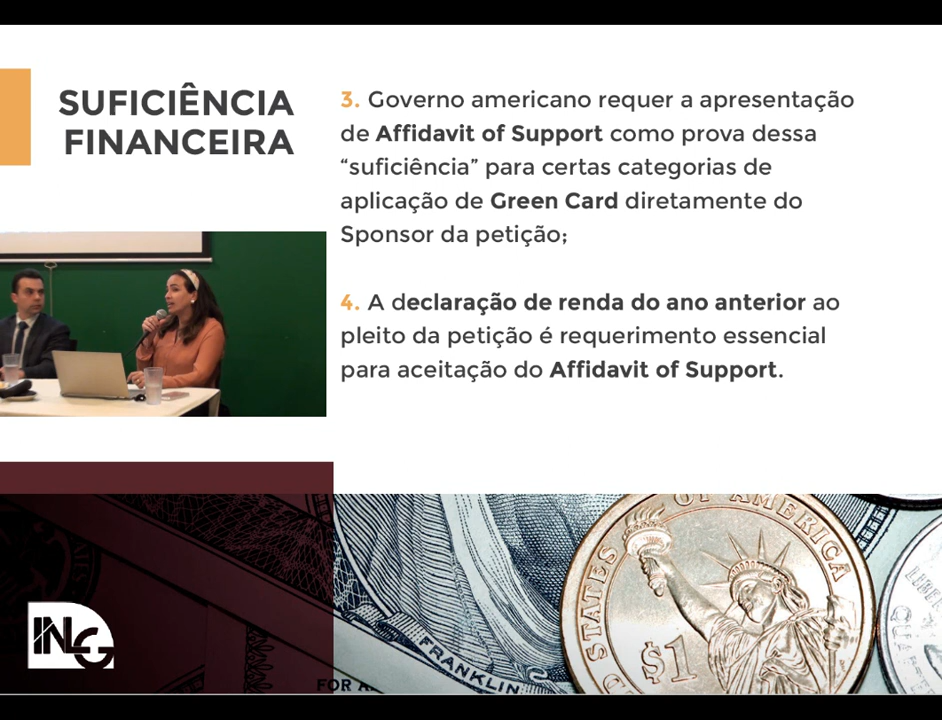 SUFICIÊNCIA
FINANCEIRA
3. Governo americano requer a apresentação
de Affidavit of Support como prova dessa
“suficiência” para certas categorias de
aplicação de Green Card diretamente do
Sponsor da petição;
4. A declaração de renda do ano anterior ao
pleito da petição é requerimento essencial
para aceitação do Affidavit of Support.
OF AMERICA
STATES
$1
FRANKLIN
FOR